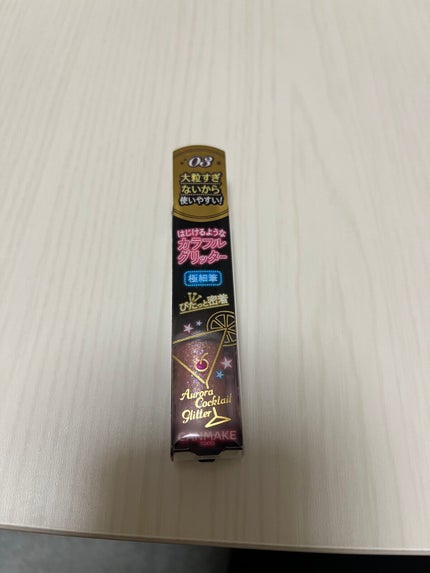 03
大粒すぎ
ないから
使いやすい!
はじけるような
カラフル
グリッター
極細筆
ぴたっと密着
Aurora
Cocktail
Glitter
CANMAKE